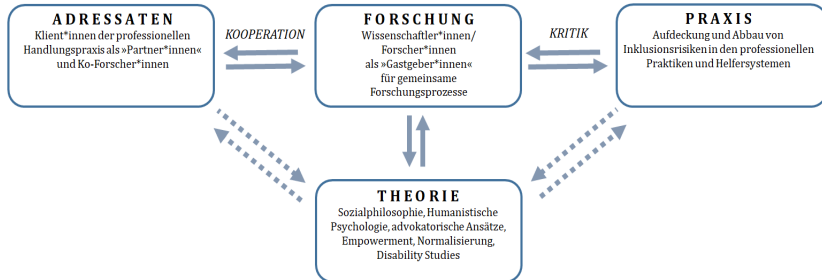 ADRESSATEN
Klient*innen der professionellen
Handlungspraxis als »Partner*innen«
und Ko-Forscher*innen
KOOPERATION
FORSCHUNG
Wissenschaftler*innen/
Forscher*innen
als »Gastgeber*innen«
für gemeinsame
Forschungsprozesse
KRITIK
PRAXIS
Aufdeckung und Abbau von
Inklusionsrisiken in den professionellen
Praktiken und Helfersystemen
THEORIE
Sozialphilosophie, Humanistische
Psychologie, advokatorische Ansätze,
Empowerment, Normalisierung,
Disability Studies